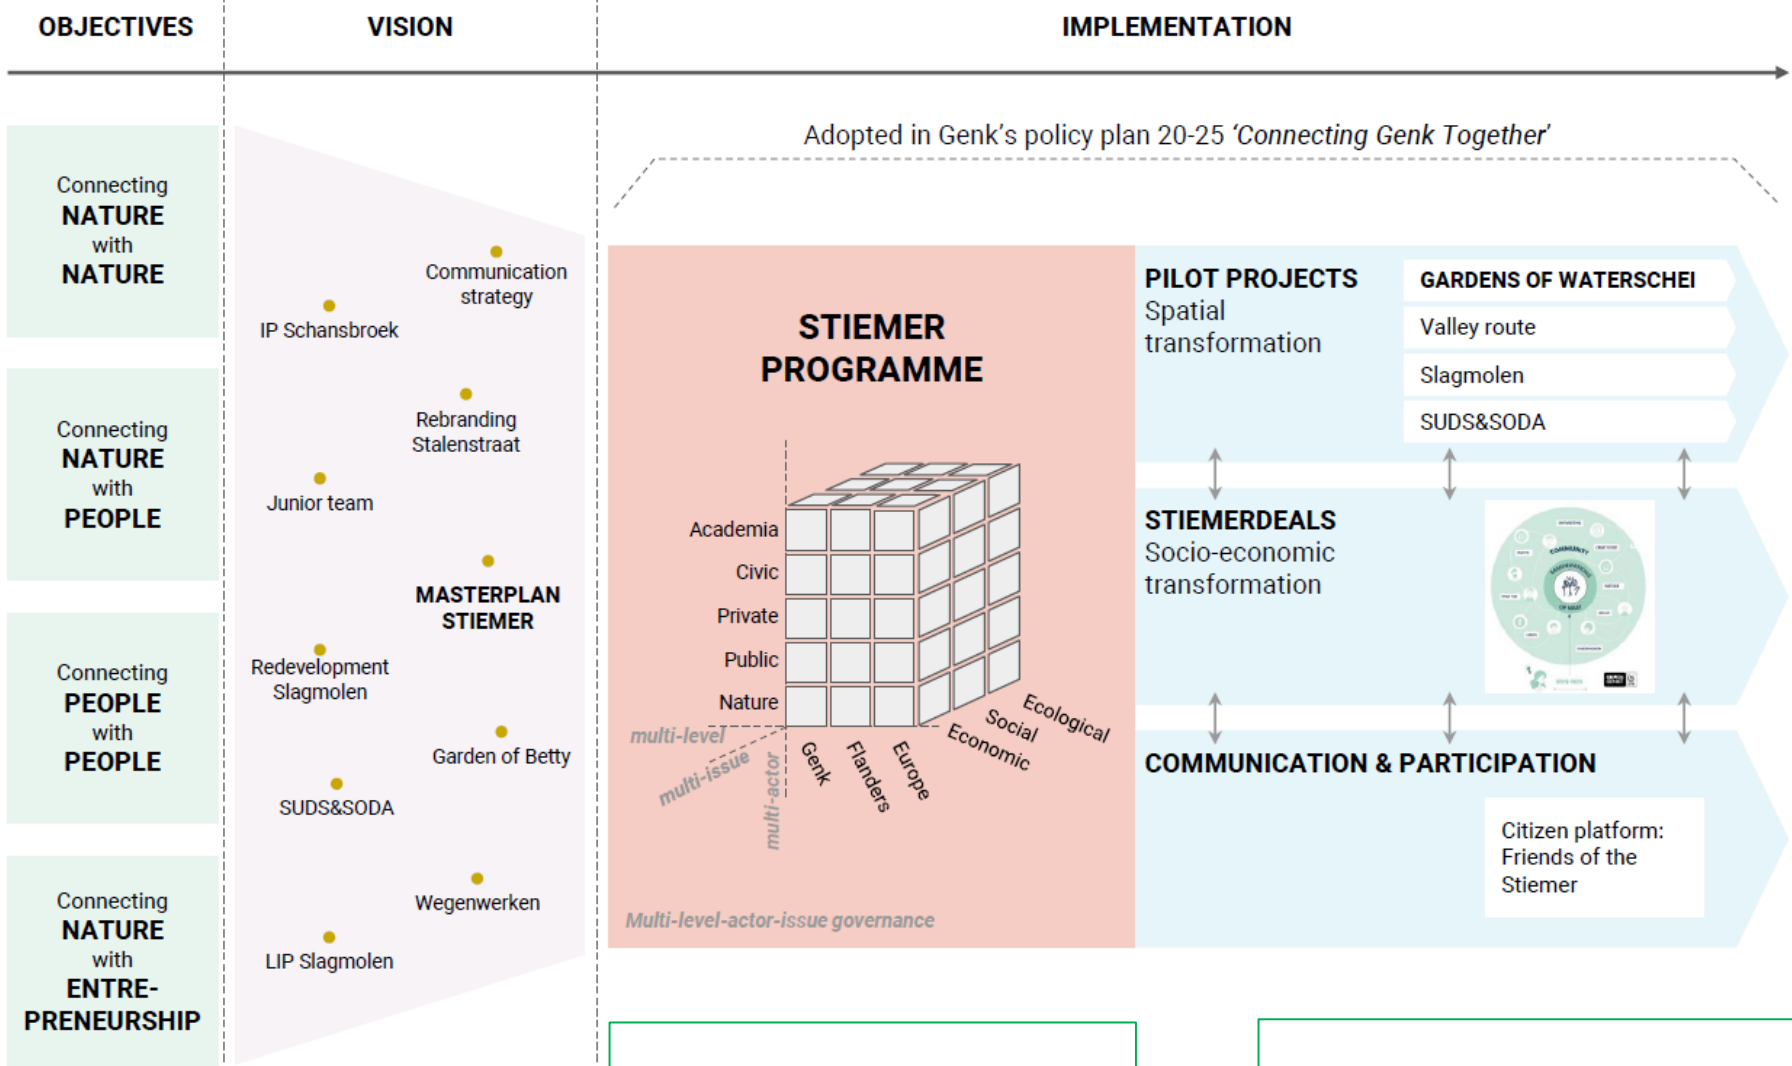 OBJECTIVES
VISION
IMPLEMENTATION
Adopted in Genk's policy plan 20-25 ‘Connecting Genk Together’
Connecting
NATURE
with
NATURE
Connecting
NATURE
with
PEOPLE
Connecting
PEOPLE
with
PEOPLE
Connecting
NATURE
with
ENTRE-
PRENEURSHIP
Communication
strategy
IP Schansbroek
Rebranding
Stalenstraat
Junior team
MASTERPLAN
STIEMER
Redevelopment
Slagmolen
Garden of Betty
SUDS&SODA
Wegenwerken
LIP Slagmolen
STIEMER
PROGRAMME
Academia
Civic
Private
Public
Nature
multi-level
multi-issue
multi-actor
Genk
Flanders
Europe
Economic
Social
Ecological
Multi-level-actor-issue governance
PILOT PROJECTS
Spatial
transformation
GARDENS OF WATERSCHEI
Valley route
Slagmolen
SUDS&SODA
STIEMERDEALS
Socio-economic
transformation
COMMUNITY
COMMUNICATION & PARTICIPATION
Citizen platform:
Friends of the
Stiemer